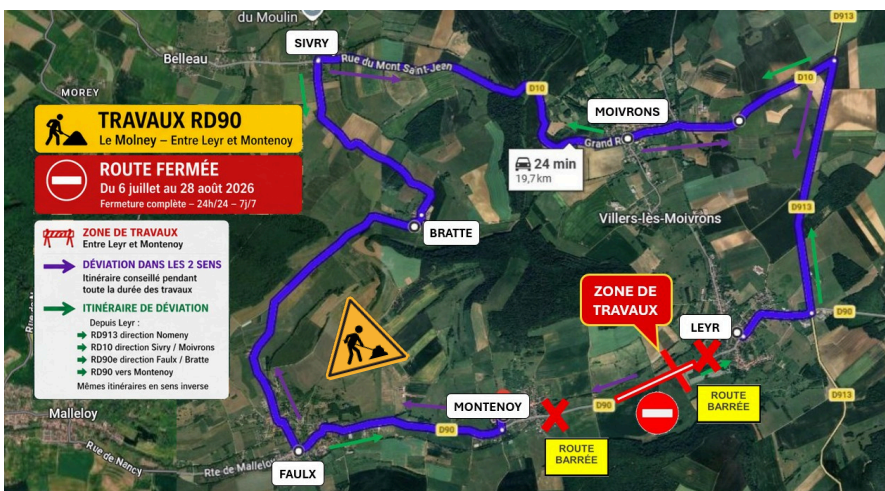 du Moulin
D913
SIVRY
Belleau
Rue du Mont Saint-Jean
D10
D10
MOREY
MOIVRONS
TRAVAUX RD90
Le Molney – Entre Leyr et Montenoy
Grand R
24 min
19,7 km
ROUTE FERMÉE
Du 6 juillet au 28 août 2026
Fermeture complète – 24h/24 – 7j/7
D913
Villers-lès-Moivrons
BRATTE
ZONE DE TRAVAUX
Entre Leyr et Montenoy
DÉVIATION DANS LES 2 SENS
Itinéraire conseillé pendant
toute la durée des travaux
ITINÉRAIRE DE DÉVIATION
Depuis Leyr :
RD913 direction Nomeny
RD10 direction Sivry / Moivrons
RD90e direction Faulx / Bratte
RD90 vers Montenoy
Mêmes itinéraires en sens inverse
ZONE DE
TRAVAUX
D90
LEYR
Malleloy
MONTENOY
D90
ROUTE
BARRÉE
D913
D90
Rue de Nancy
Rte de Malleloy
FAULX
ROUTE
BARRÉE